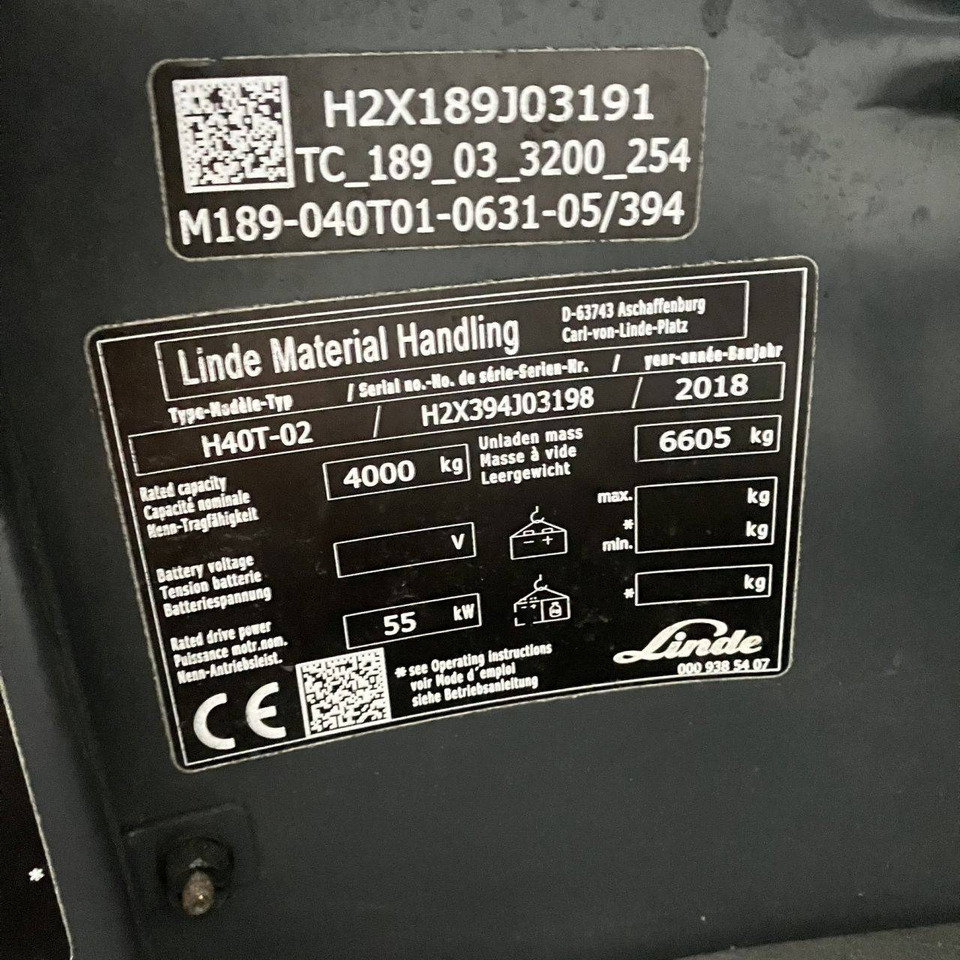 H2X189J03191
TC_189_03_3200_254
M189-040T01-0631-05/394
Linde Material Handling
D-63743 Aschaffenburg
Carl-von-Linde-Platz
Type-Modèle-Typ / Serial no.-No. de série-Serien-Nr. / year-année-Baujahr
H40T-02 / H2X394J03198 / 2018
Rated capacity
Capacité nominale
Nenn-Tragfähigkeit
4000 kg
Unladen mass
Masse à vide
Leergewicht
6605 kg
Battery voltage
Tension batterie
Batteriespannung
V
- +
max. kg
*
min. kg
Rated drive power
Puissance motr.nom.
Nenn-Antriebsleist.
55 kW
* kg
CE
* see Operating Instructions
voir Mode d'emploi
siehe Betriebsanleitung
Linde
000 938 54 07
*